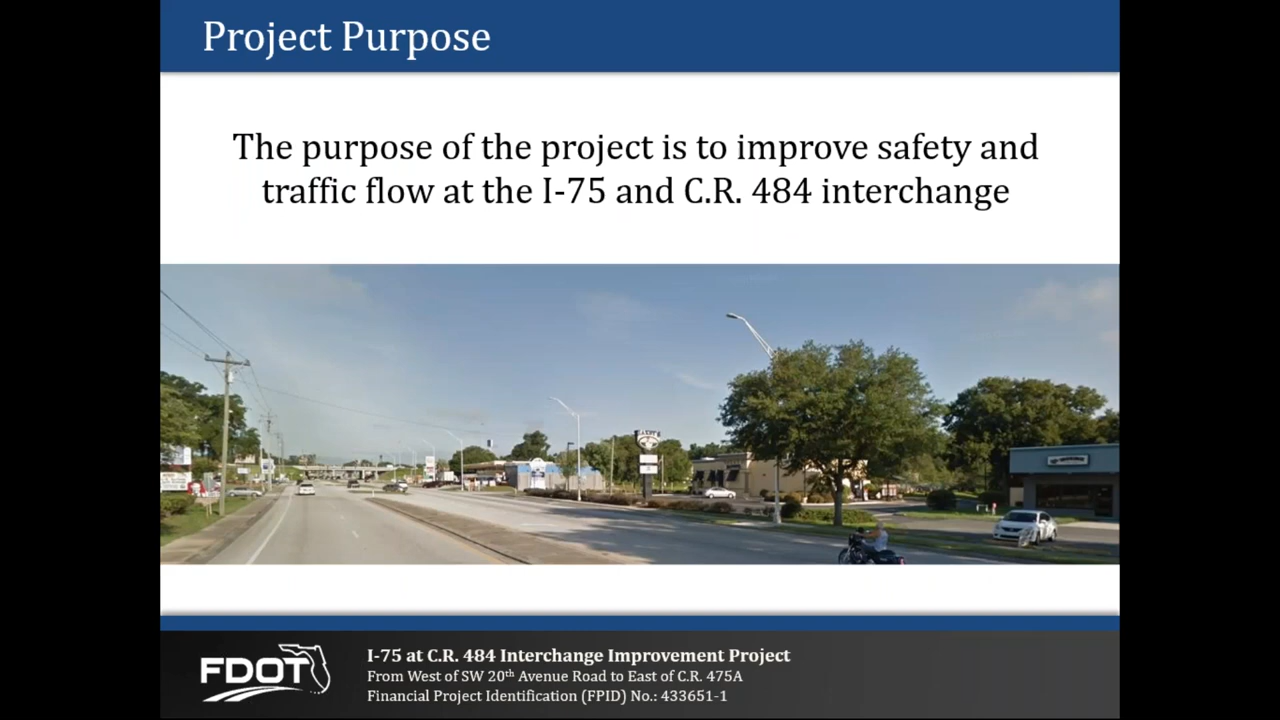 Project Purpose
The purpose of the project is to improve safety and
traffic flow at the I-75 and C.R. 484 interchange
FDOT
I-75 at C.R. 484 Interchange Improvement Project
From West of SW 20th Avenue Road to East of C.R. 475A
Financial Project Identification (FPID) No.: 433651-1